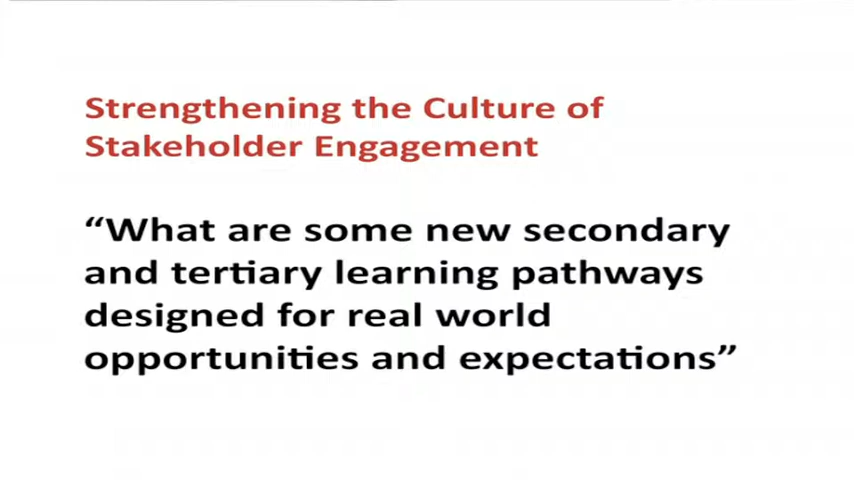 Strengthening the Culture of
Stakeholder Engagement
“What are some new secondary
and tertiary learning pathways
designed for real world
opportunities and expectations”